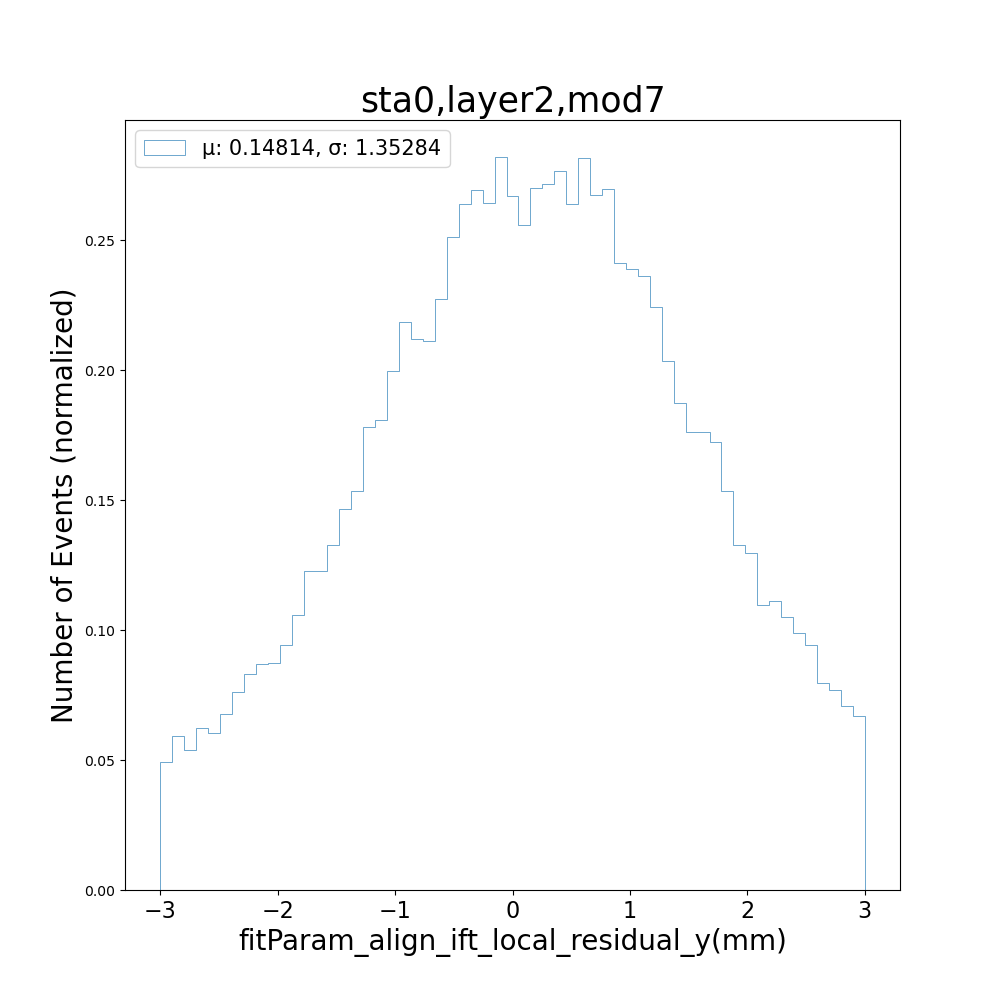 sta0,layer2,mod7
μ: 0.14814, σ: 1.35284
Number of Events (normalized)
0.25
0.20
0.15
0.10
0.05
0.00
−3 −2 −1 0 1 2 3
fitParam_align_ift_local_residual_y(mm)